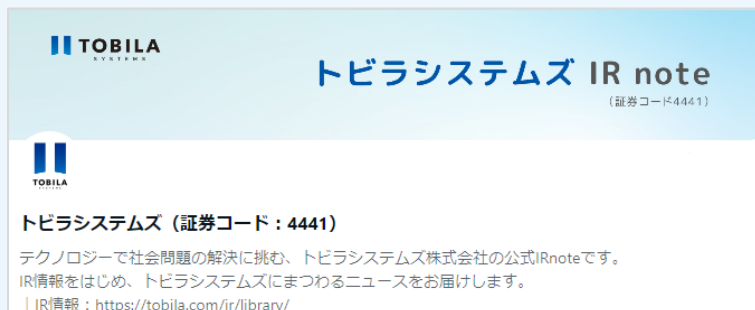 TOBILA
SYSTEMS
トビラシステムズ IR note
(証券コード4441)
TOBILA
SYSTEMS
トビラシステムズ（証券コード：4441）
テクノロジーで社会問題の解決に挑む、トビラシステムズ株式会社の公式IRnoteです。
IR情報をはじめ、トビラシステムズにまつわるニュースをお届けします。
｜IR情報：https://tobila.com/ir/library/